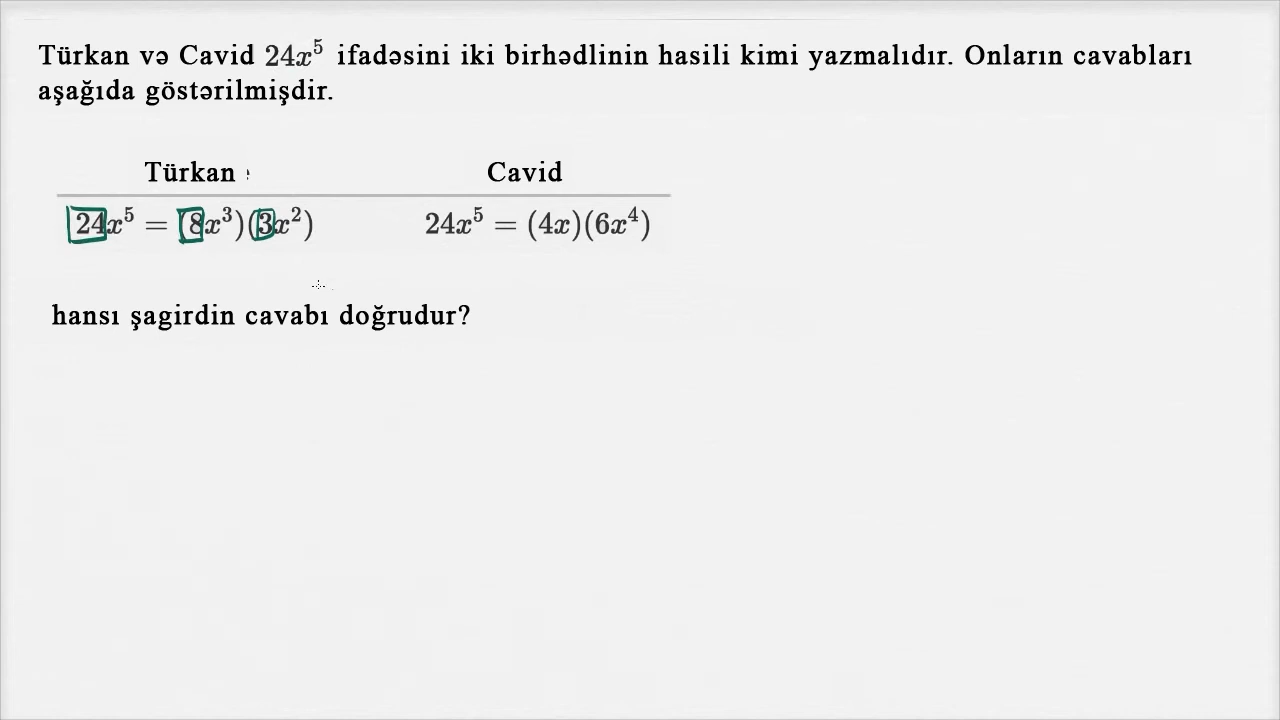 Türkan və Cavid 24x⁵ ifadəsini iki birhədlinin hasili kimi yazmalıdır. Onların cavabları
aşağıda göstərilmişdir.
Türkan Cavid
24x⁵ = (8x³)(3x²) 24x⁵ = (4x)(6x⁴)
hansı şagirdin cavabı doğrudur?